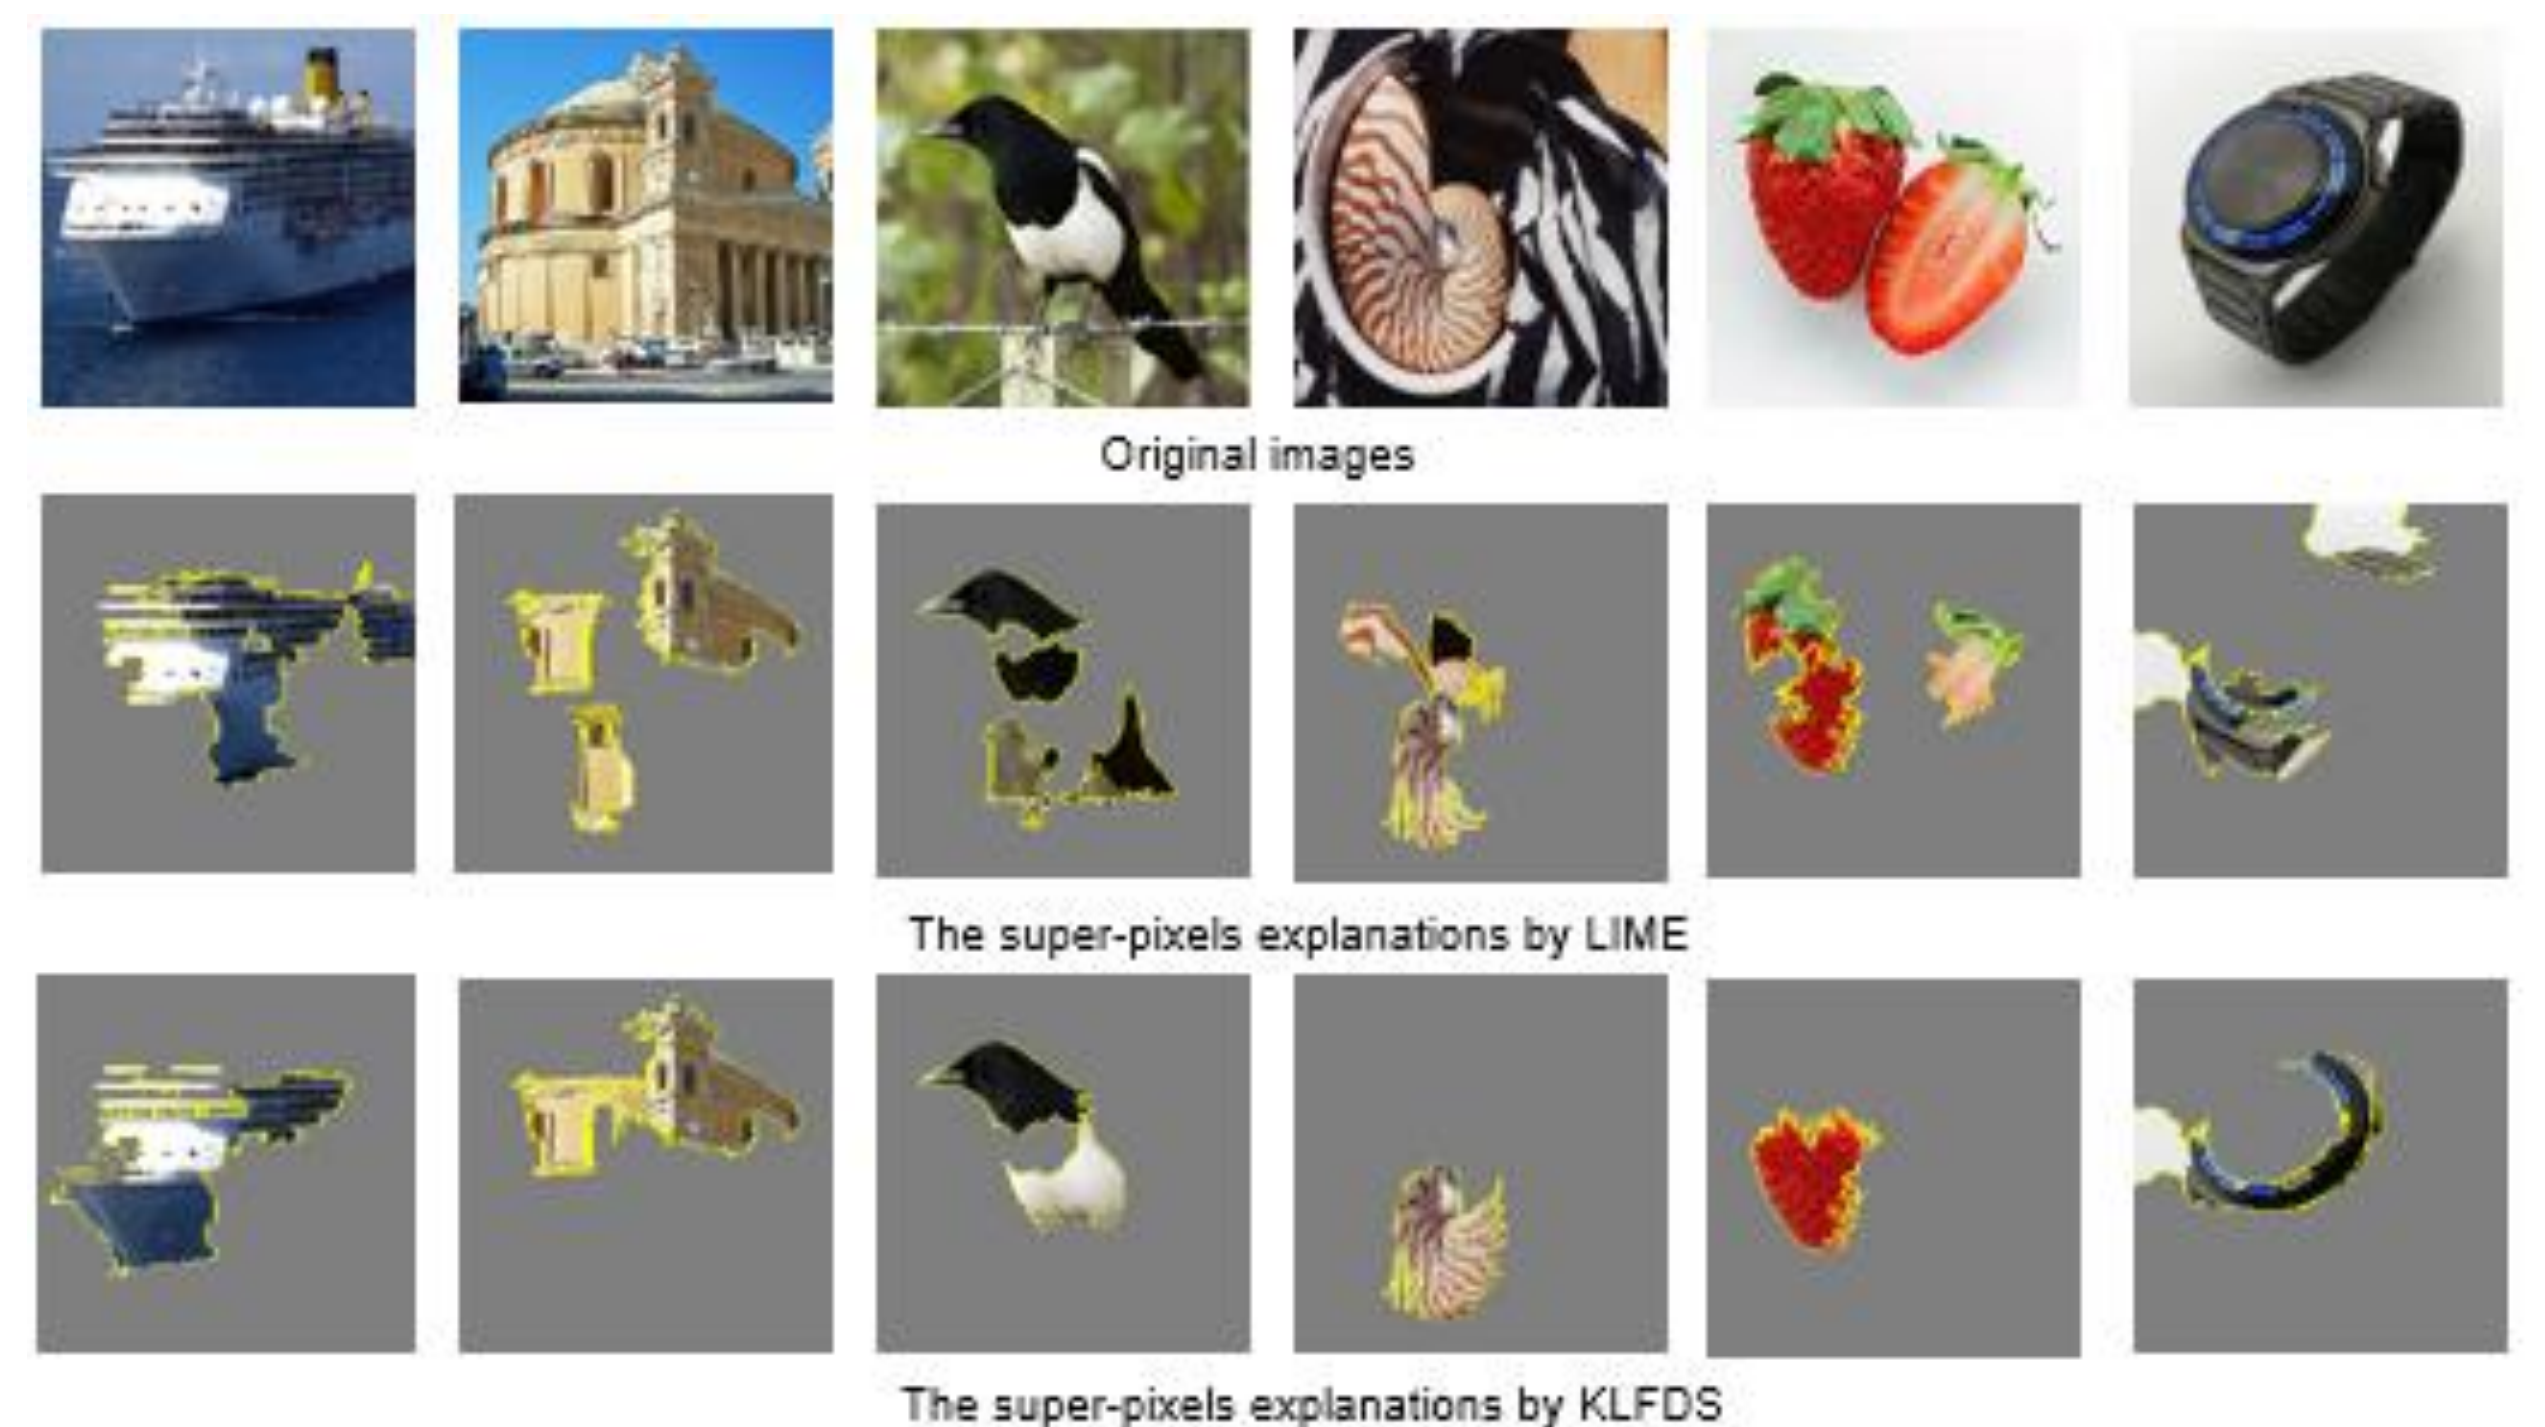 Original images
The super-pixels explanations by LIME
The super-pixels explanations by KLFDS